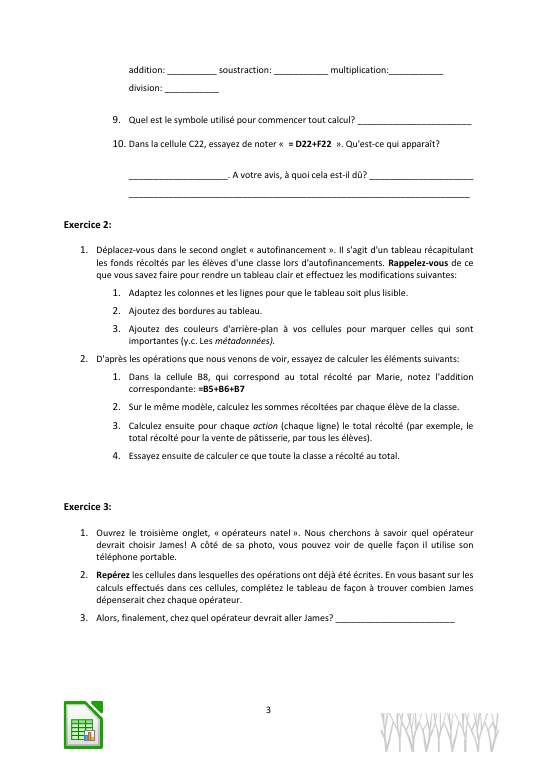 addition: __________ soustraction: ___________ multiplication:___________
division: ___________
9. Quel est le symbole utilisé pour commencer tout calcul? _______________________
10. Dans la cellule C22, essayez de noter « = D22+F22 ». Qu'est-ce qui apparaît?
____________________. A votre avis, à quoi cela est-il dû? _____________________
_____________________________________________________________________
Exercice 2:
1. Déplacez-vous dans le second onglet « autofinancement ». Il s'agit d'un tableau récapitulant
les fonds récoltés par les élèves d'une classe lors d'autofinancements. Rappelez-vous de ce
que vous savez faire pour rendre un tableau clair et effectuez les modifications suivantes:
1. Adaptez les colonnes et les lignes pour que le tableau soit plus lisible.
2. Ajoutez des bordures au tableau.
3. Ajoutez des couleurs d'arrière-plan à vos cellules pour marquer celles qui sont
importantes (y.c. Les métadonnées).
2. D'après les opérations que nous venons de voir, essayez de calculer les éléments suivants:
1. Dans la cellule B8, qui correspond au total récolté par Marie, notez l'addition
correspondante: =B5+B6+B7
2. Sur le même modèle, calculez les sommes récoltées par chaque élève de la classe.
3. Calculez ensuite pour chaque action (chaque ligne) le total récolté (par exemple, le
total récolté pour la vente de pâtisserie, par tous les élèves).
4. Essayez ensuite de calculer ce que toute la classe a récolté au total.
Exercice 3:
1. Ouvrez le troisième onglet, « opérateurs natel ». Nous cherchons à savoir quel opérateur
devrait choisir James! A côté de sa photo, vous pouvez voir de quelle façon il utilise son
téléphone portable.
2. Repérez les cellules dans lesquelles des opérations ont déjà été écrites. En vous basant sur les
calculs effectués dans ces cellules, complétez le tableau de façon à trouver combien James
dépenserait chez chaque opérateur.
3. Alors, finalement, chez quel opérateur devrait aller James? ________________________
3